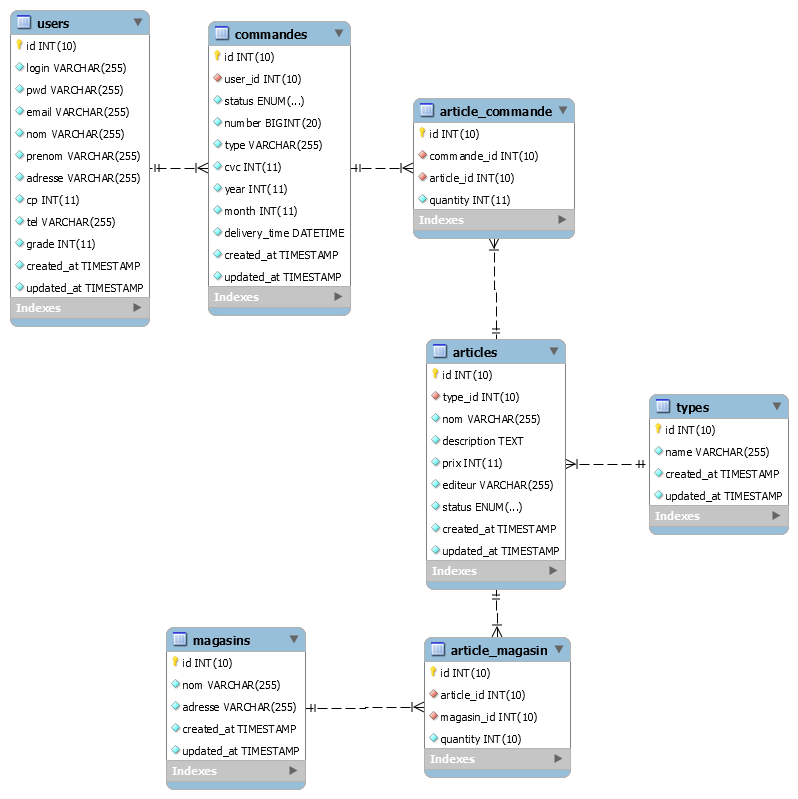 users
id INT(10)
login VARCHAR(255)
pwd VARCHAR(255)
email VARCHAR(255)
nom VARCHAR(255)
prenom VARCHAR(255)
adresse VARCHAR(255)
cp INT(11)
tel VARCHAR(255)
grade INT(11)
created_at TIMESTAMP
updated_at TIMESTAMP
Indexes
commandes
id INT(10)
user_id INT(10)
status ENUM(...)
number BIGINT(20)
type VARCHAR(255)
cvc INT(11)
year INT(11)
month INT(11)
delivery_time DATETIME
created_at TIMESTAMP
updated_at TIMESTAMP
Indexes
article_commande
id INT(10)
commande_id INT(10)
article_id INT(10)
quantity INT(11)
Indexes
articles
id INT(10)
type_id INT(10)
nom VARCHAR(255)
description TEXT
prix INT(11)
editeur VARCHAR(255)
status ENUM(...)
created_at TIMESTAMP
updated_at TIMESTAMP
Indexes
types
id INT(10)
name VARCHAR(255)
created_at TIMESTAMP
updated_at TIMESTAMP
Indexes
magasins
id INT(10)
nom VARCHAR(255)
adresse VARCHAR(255)
created_at TIMESTAMP
updated_at TIMESTAMP
Indexes
article_magasin
id INT(10)
article_id INT(10)
magasin_id INT(10)
quantity INT(10)
Indexes